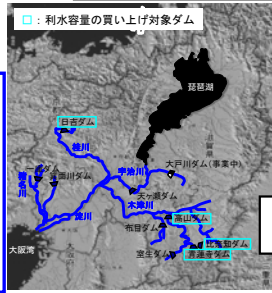 □：利水容量の買い上げ対象ダム
琵琶湖
日吉ダム
桂川
宇治川
大戸川ダム(事業中)
一庫ダム
猪名川
天ヶ瀬ダム
木津川
淀川
高山ダム
布目ダム
比奈知ダム
青蓮寺ダム
室生ダム
大阪湾